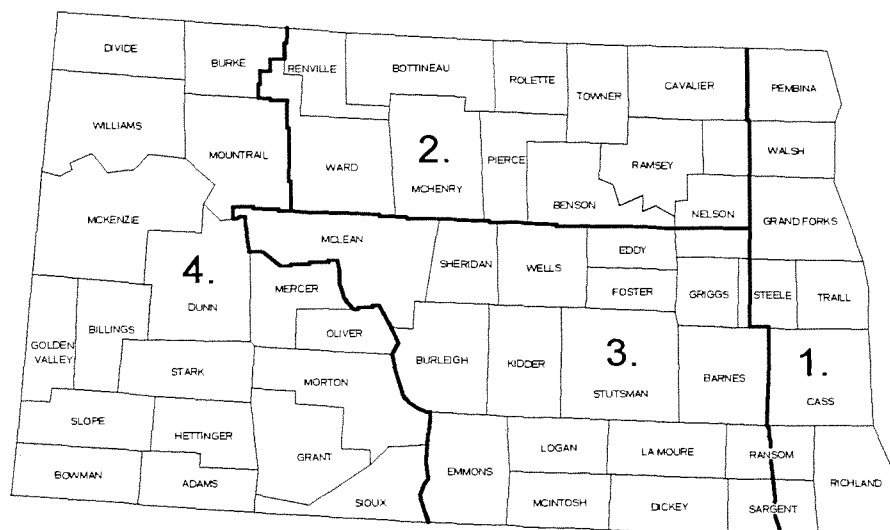 DIVIDE
BURKE
RENVILLE
BOTTINEAU
ROLETTE
TOWNER
CAVALIER
PEMBINA
WILLIAMS
MOUNTRAIL
WARD
2.
MCHENRY
PIERCE
BENSON
RAMSEY
WALSH
NELSON
GRAND FORKS
MCKENZIE
MCLEAN
SHERIDAN
WELLS
EDDY
FOSTER
GRIGGS
STEELE
TRAILL
4.
DUNN
MERCER
OLIVER
GOLDEN
VALLEY
BILLINGS
STARK
MORTON
BURLEIGH
KIDDER
3.
STUTSMAN
BARNES
1.
CASS
SLOPE
HETTINGER
GRANT
BOWMAN
ADAMS
SIOUX
EMMONS
LOGAN
LA MOURE
RANSOM
RICHLAND
MCINTOSH
DICKEY
SARGENT